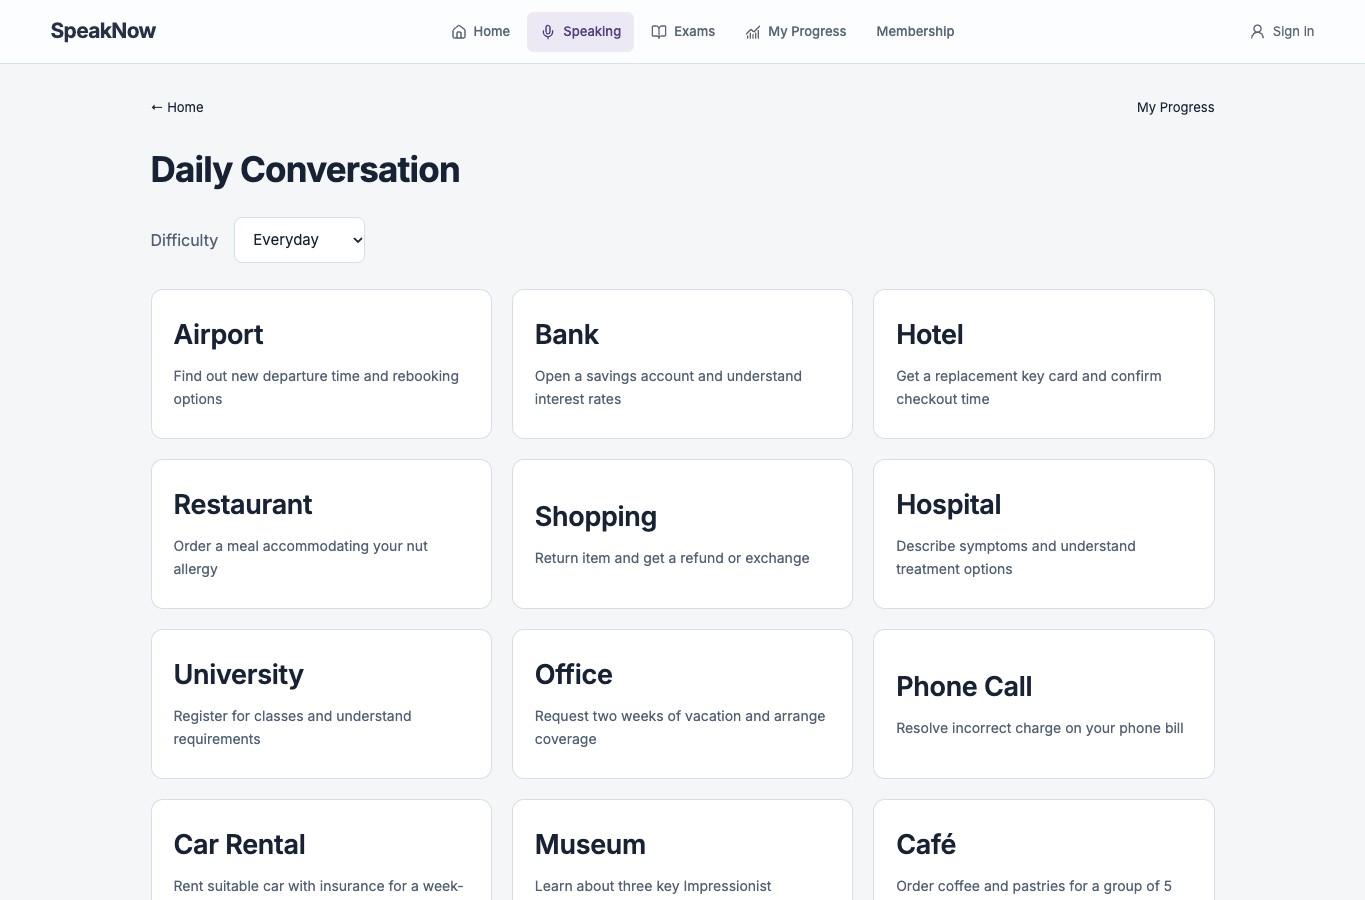 SpeakNow
Home
Speaking
Exams
My Progress
Membership
Sign In
← Home
My Progress
Daily Conversation
Difficulty
Everyday
Airport
Find out new departure time and rebooking
options
Bank
Open a savings account and understand
interest rates
Hotel
Get a replacement key card and confirm
checkout time
Restaurant
Order a meal accommodating your nut
allergy
Shopping
Return item and get a refund or exchange
Hospital
Describe symptoms and understand
treatment options
University
Register for classes and understand
requirements
Office
Request two weeks of vacation and arrange
coverage
Phone Call
Resolve incorrect charge on your phone bill
Car Rental
Rent suitable car with insurance for a week-
Museum
Learn about three key Impressionist
Café
Order coffee and pastries for a group of 5